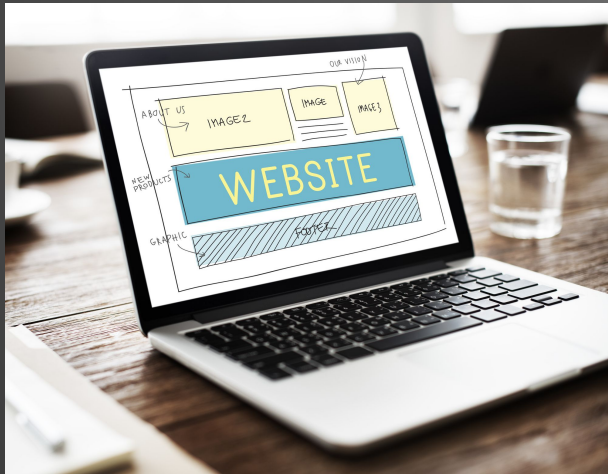 OUR VISION
ABOUT US
IMAGE2
IMAGE
IMAGE3
NEW
PRODUCTS
WEBSITE
GRAPHIC
FOOTER